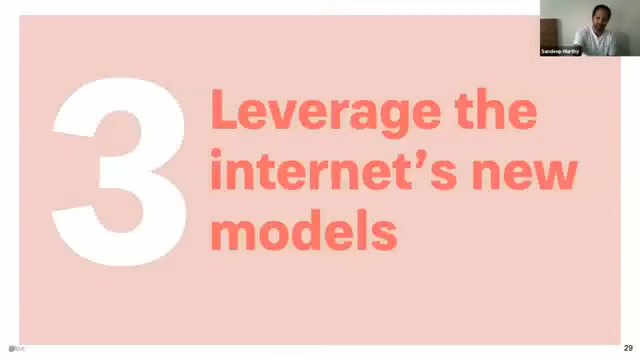 Sandeep Murthy
3
Leverage the
internet's new
models
29